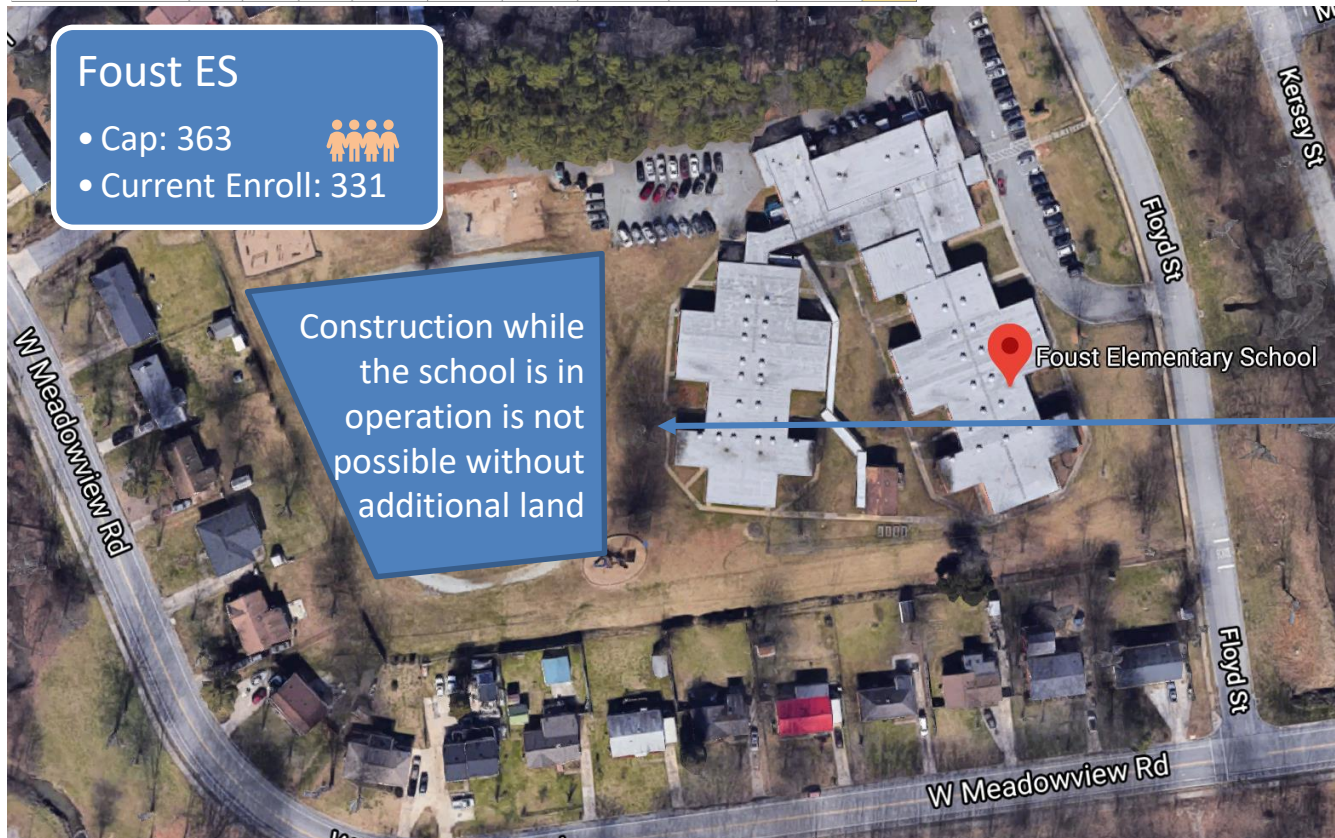 Foust ES
• Cap: 363
• Current Enroll: 331
Kersey St
Floyd St
Construction while
the school is in
operation is not
possible without
additional land
Foust Elementary School
W Meadowview Rd
Floyd St
W Meadowview Rd